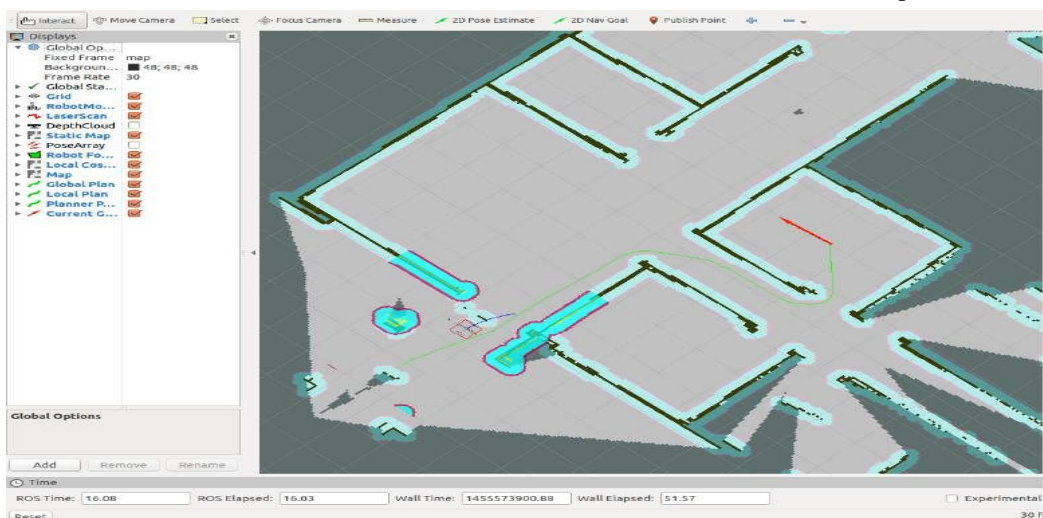 Interact Move Camera Select Focus Camera Measure 2D Pose Estimate 2D Nav Goal Publish Point
Displays
Global Op...
Fixed Frame map
Backgroun... 48; 48; 48
Frame Rate 30
Global Sta...
Grid
RobotMo...
LaserScan
DepthCloud
Static Map
PoseArray
Robot Fo...
Local Cos...
Map
Global Plan
Local Plan
Planner P...
Current G...
Global Options
Add Remove Rename
Time
ROS Time: 16.08 ROS Elapsed: 16.03 Wall Time: 1455573900.88 Wall Elapsed: 51.57 Experimental
Reset 30 f